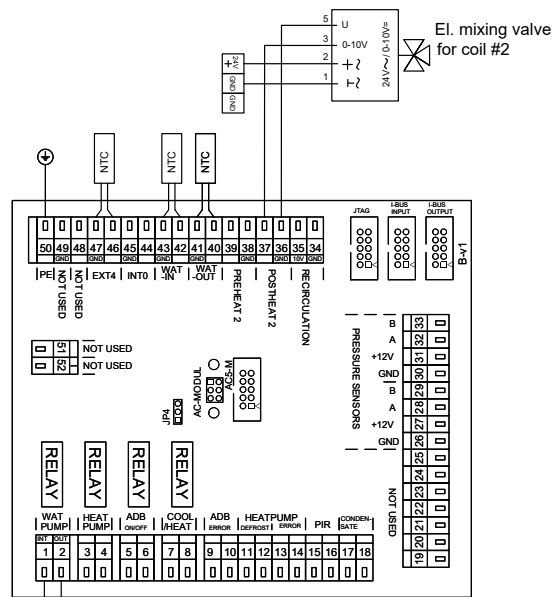 5 U
3 0-10V
2 +~
1 ⊢~
24V~/0-10V=
El. mixing valve
for coil #2
+ 24V
GND
GND
NTC
NTC
NTC
JTAG
I-BUS
INPUT
I-BUS
OUTPUT
B-v1
50 49 48 47 46 45 44 43 42 41 40 39 38 37 36 35 34
GND GND GND GND GND GND GND GND 10V GND
PE
NOT USED
NOT USED
EXT4
INT0
WAT
-IN
WAT
-OUT
PREHEAT 2
POSTHEAT 2
RECIRCULATION
51 NOT USED
52 NOT USED
JP4
AC-MODUL
AC5-M
B 33
A 32
+12V 31
GND 30
B 29
A 28
+12V 27
GND 26
25
24
23
22
21
20
19
PRESSURE SENSORS
NOT USED
RELAY
RELAY
RELAY
RELAY
WAT
PUMP
HEAT
PUMP
ADB
ON/OFF
COOL
/HEAT
ADB
ERROR
HEATPUMP
DEFROST ERROR
PIR
CONDEN-
SATE
INT OUT
1 2 3 4 5 6 7 8 9 10 11 12 13 14 15 16 17 18